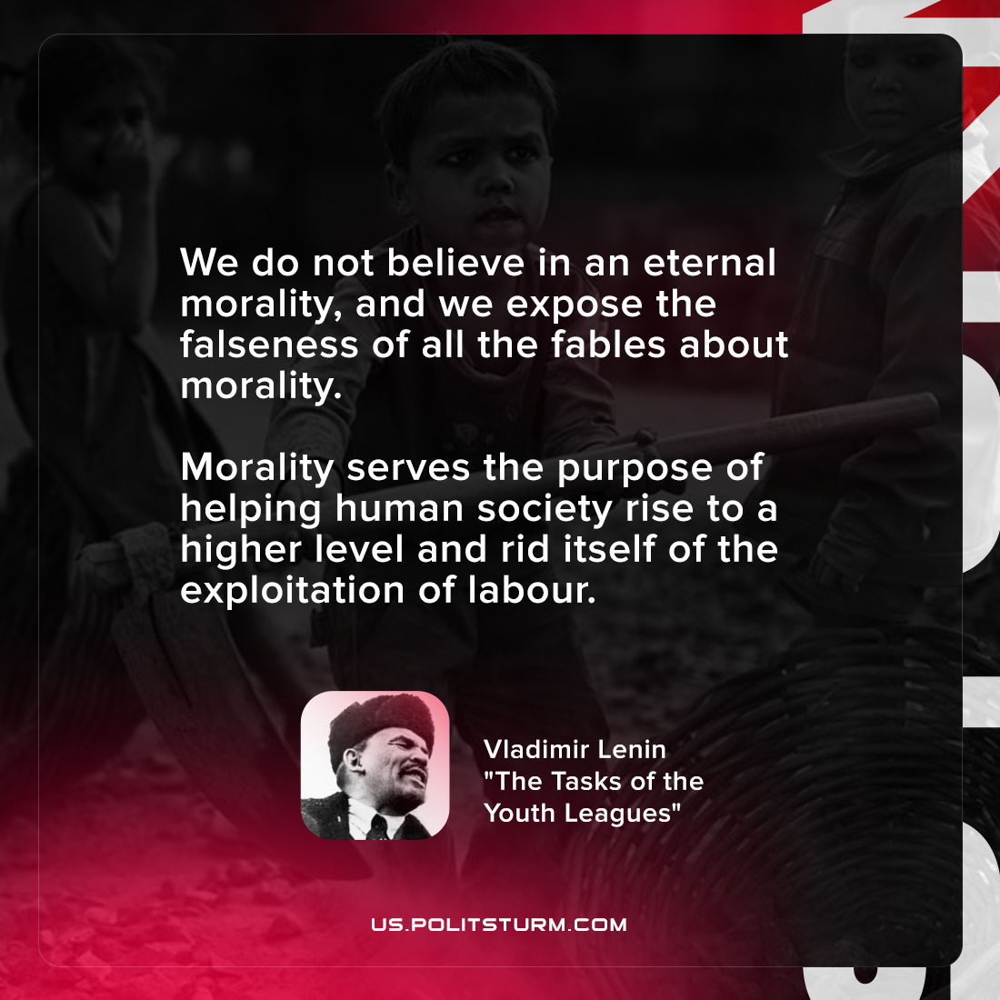 We do not believe in an eternal
morality, and we expose the
falseness of all the fables about
morality.
Morality serves the purpose of
helping human society rise to a
higher level and rid itself of the
exploitation of labour.
Vladimir Lenin
"The Tasks of the
Youth Leagues"
US.POLITSTURM.COM